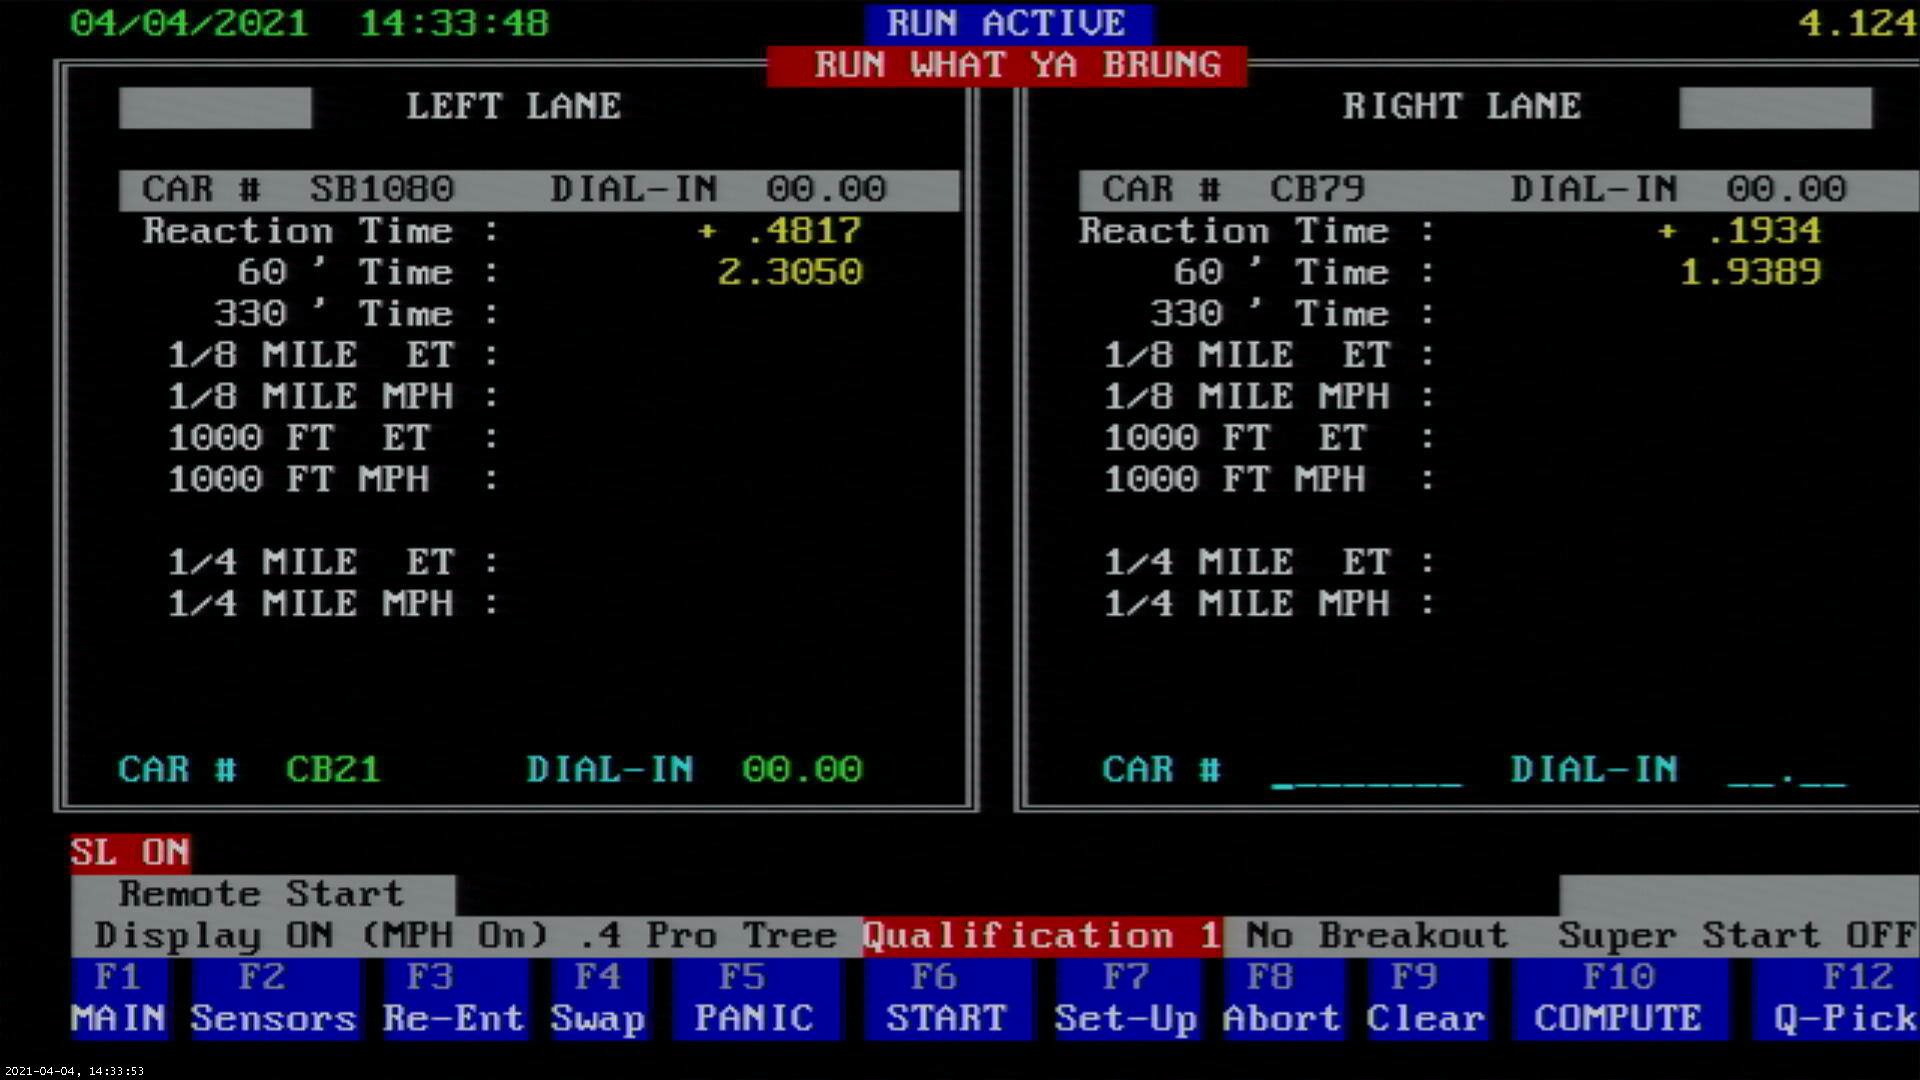 04/04/2021 14:33:48 RUN ACTIVE 4.124
RUN WHAT YA BRUNG
LEFT LANE
CAR # SB1080 DIAL-IN 00.00
Reaction Time : + .4817
60 ' Time : 2.3050
330 ' Time :
1/8 MILE ET :
1/8 MILE MPH :
1000 FT ET :
1000 FT MPH :
1/4 MILE ET :
1/4 MILE MPH :
CAR # CB21 DIAL-IN 00.00
RIGHT LANE
CAR # CB79 DIAL-IN 00.00
Reaction Time : + .1934
60 ' Time : 1.9389
330 ' Time :
1/8 MILE ET :
1/8 MILE MPH :
1000 FT ET :
1000 FT MPH :
1/4 MILE ET :
1/4 MILE MPH :
CAR # ________ DIAL-IN __.__
SL ON
Remote Start
Display ON (MPH On) .4 Pro Tree Qualification 1 No Breakout Super Start OFF
F1 F2 F3 F4 F5 F6 F7 F8 F9 F10 F12
MAIN Sensors Re-Ent Swap PANIC START Set-Up Abort Clear COMPUTE Q-Pick
2021-04-04, 14:33:53